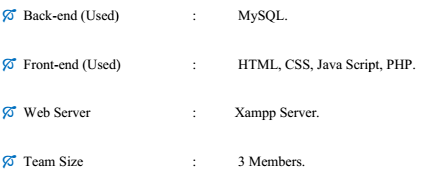 Back-end (Used) : MySQL.
Front-end (Used) : HTML, CSS, Java Script, PHP.
Web Server : Xampp Server.
Team Size : 3 Members.